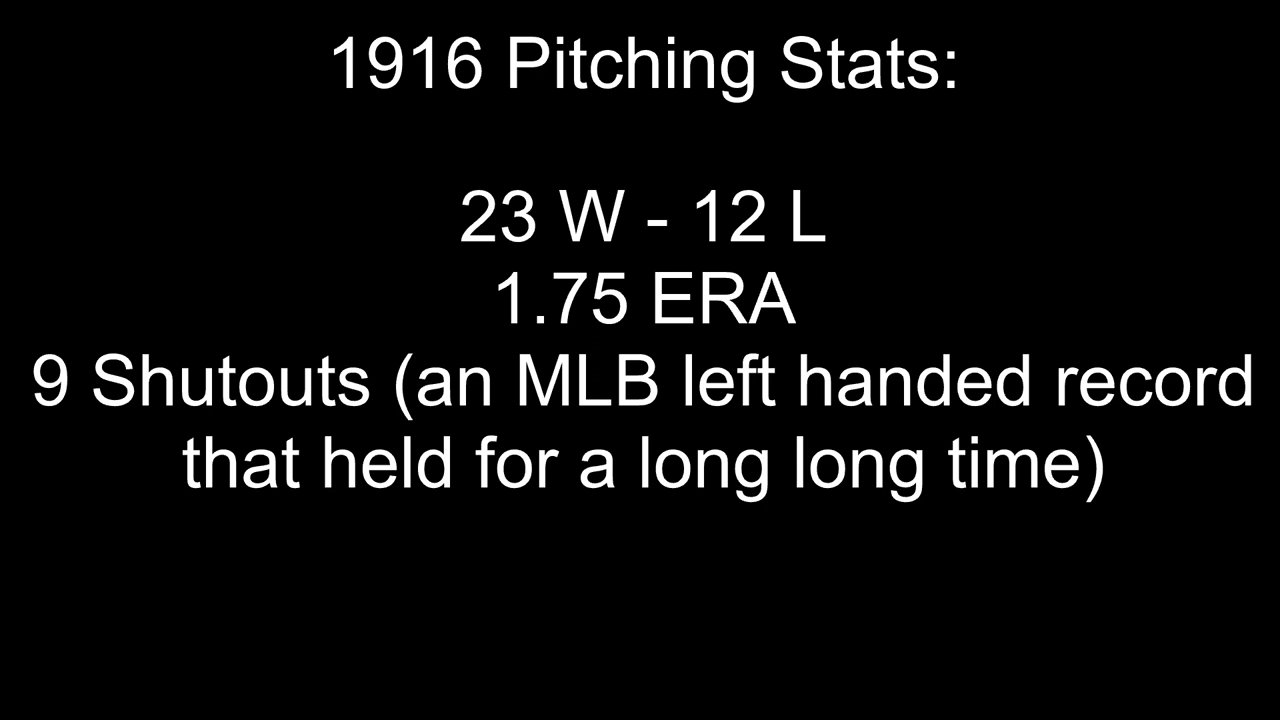 1916 Pitching Stats:
23 W - 12 L
1.75 ERA
9 Shutouts (an MLB left handed record
that held for a long long time)